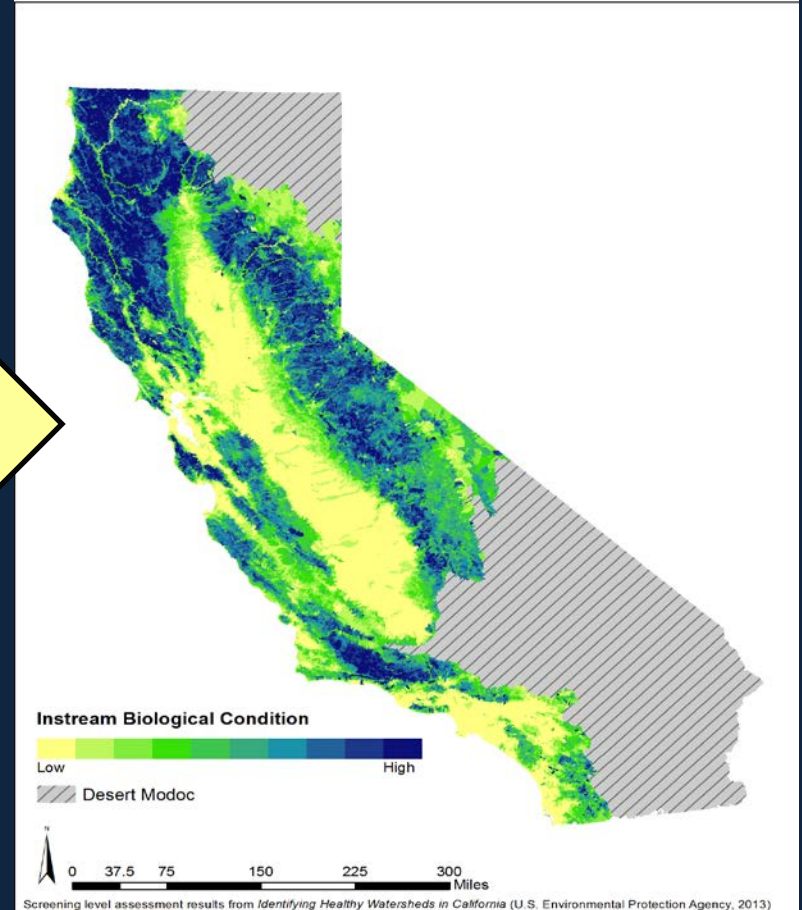 Instream Biological Condition
Low High
Desert Modoc
N
0 37.5 75 150 225 300
Miles
Screening level assessment results from Identifying Healthy Watersheds in California (U.S. Environmental Protection Agency, 2013)